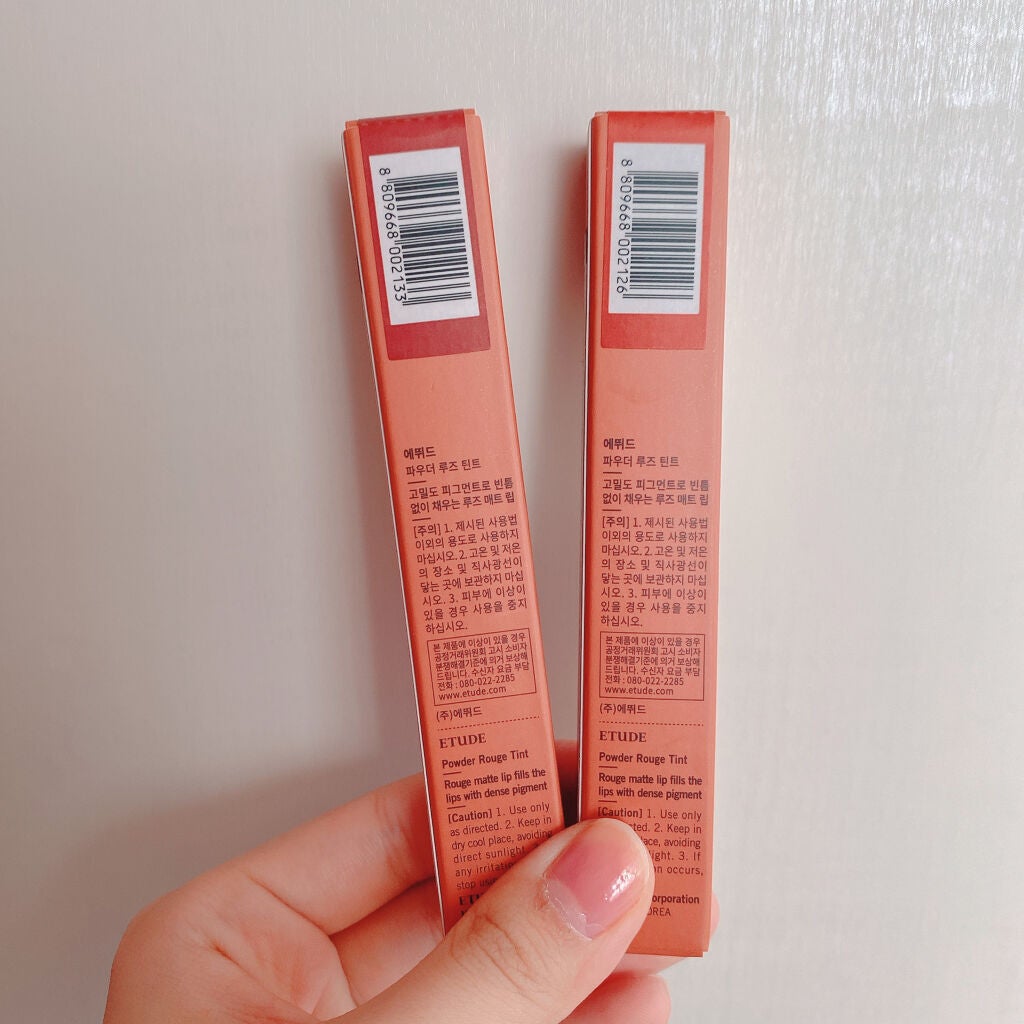 8 809668 002133
에뛰드
파우더 루즈 틴트
고밀도 피그먼트로 빈틈
없이 채우는 루즈 매트 립
[주의] 1. 제시된 사용법
이외의 용도로 사용하지
마십시오. 2. 고온 및 저온
의 장소 및 직사광선이
닿는 곳에 보관하지 마십
시오. 3. 피부에 이상이
있을 경우 사용을 중지
하십시오.
본 제품에 이상이 있을 경우
공정거래위원회 고시 소비자
분쟁해결기준에 의거 보상해
드립니다. 수신자 요금 부담
전화 : 080-022-2285
www.etude.com
(주)에뛰드
ETUDE
Powder Rouge Tint
Rouge matte lip fills the
lips with dense pigment
[Caution] 1. Use only
as directed. 2. Keep in
dry cool place, avoiding
direct sunlight.
any
stop
8 809668 002126
에뛰드
파우더 루즈 틴트
고밀도 피그먼트로 빈틈
없이 채우는 루즈 매트 립
[주의] 1. 제시된 사용법
이외의 용도로 사용하지
마십시오. 2. 고온 및 저온
의 장소 및 직사광선이
닿는 곳에 보관하지 마십
시오. 3. 피부에 이상이
있을 경우 사용을 중지
하십시오.
본 제품에 이상이 있을 경우
공정거래위원회 고시 소비자
분쟁해결기준에 의거 보상해
드립니다. 수신자 요금 부담
전화 : 080-022-2285
www.etude.com
(주)에뛰드
ETUDE
Powder Rouge Tint
Rouge matte lip fills the
lips with dense pigment
[Caution] 1. Use only
2. Keep in
avoiding
3. If
occurs,